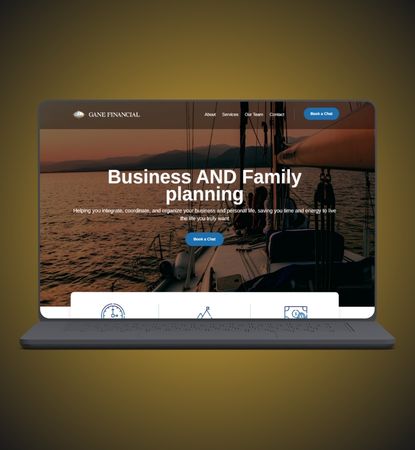 GANE FINANCIAL
About Services Our Team Contact
Book a Chat
Business AND Family
planning
Helping you integrate, coordinate, and organize your business and personal life, saving you time and energy to live
the life you truly want
Book a Chat